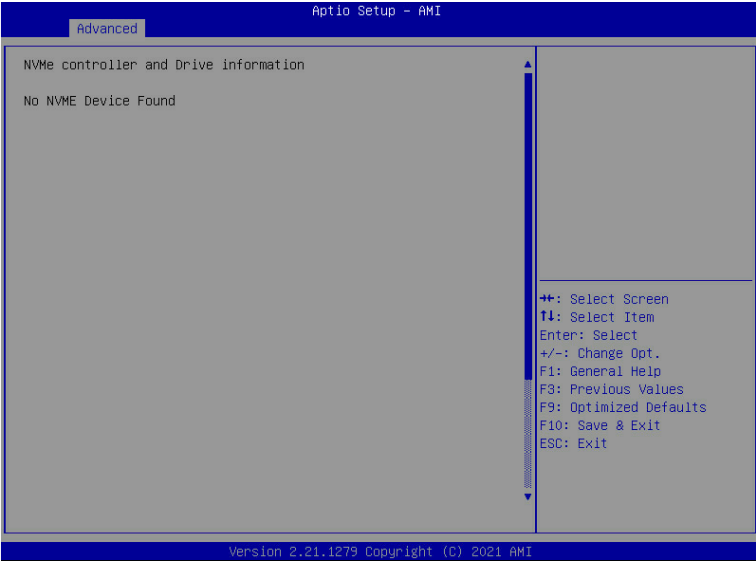 Aptio Setup – AMI
Advanced
NVMe controller and Drive information
No NVME Device Found
→←: Select Screen
↑↓: Select Item
Enter: Select
+/-: Change Opt.
F1: General Help
F3: Previous Values
F9: Optimized Defaults
F10: Save & Exit
ESC: Exit
Version 2.21.1279 Copyright (C) 2021 AMI